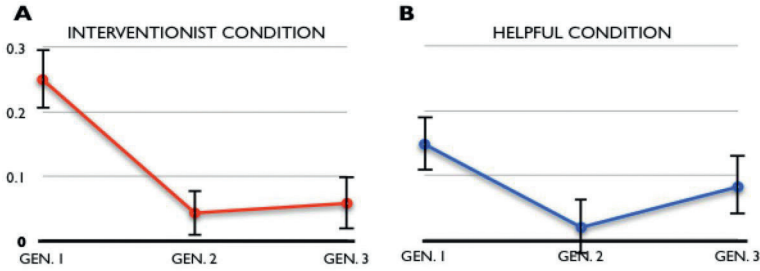 A
INTERVENTIONIST CONDITION
0.3
0.2
0.1
0
GEN. 1 GEN. 2 GEN. 3
B
HELPFUL CONDITION
GEN. 1 GEN. 2 GEN. 3